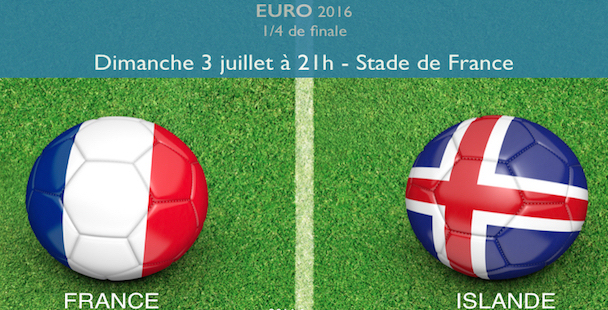 EURO 2016
1/4 de finale
Dimanche 3 juillet à 21h - Stade de France
FRANCE
ISLANDE